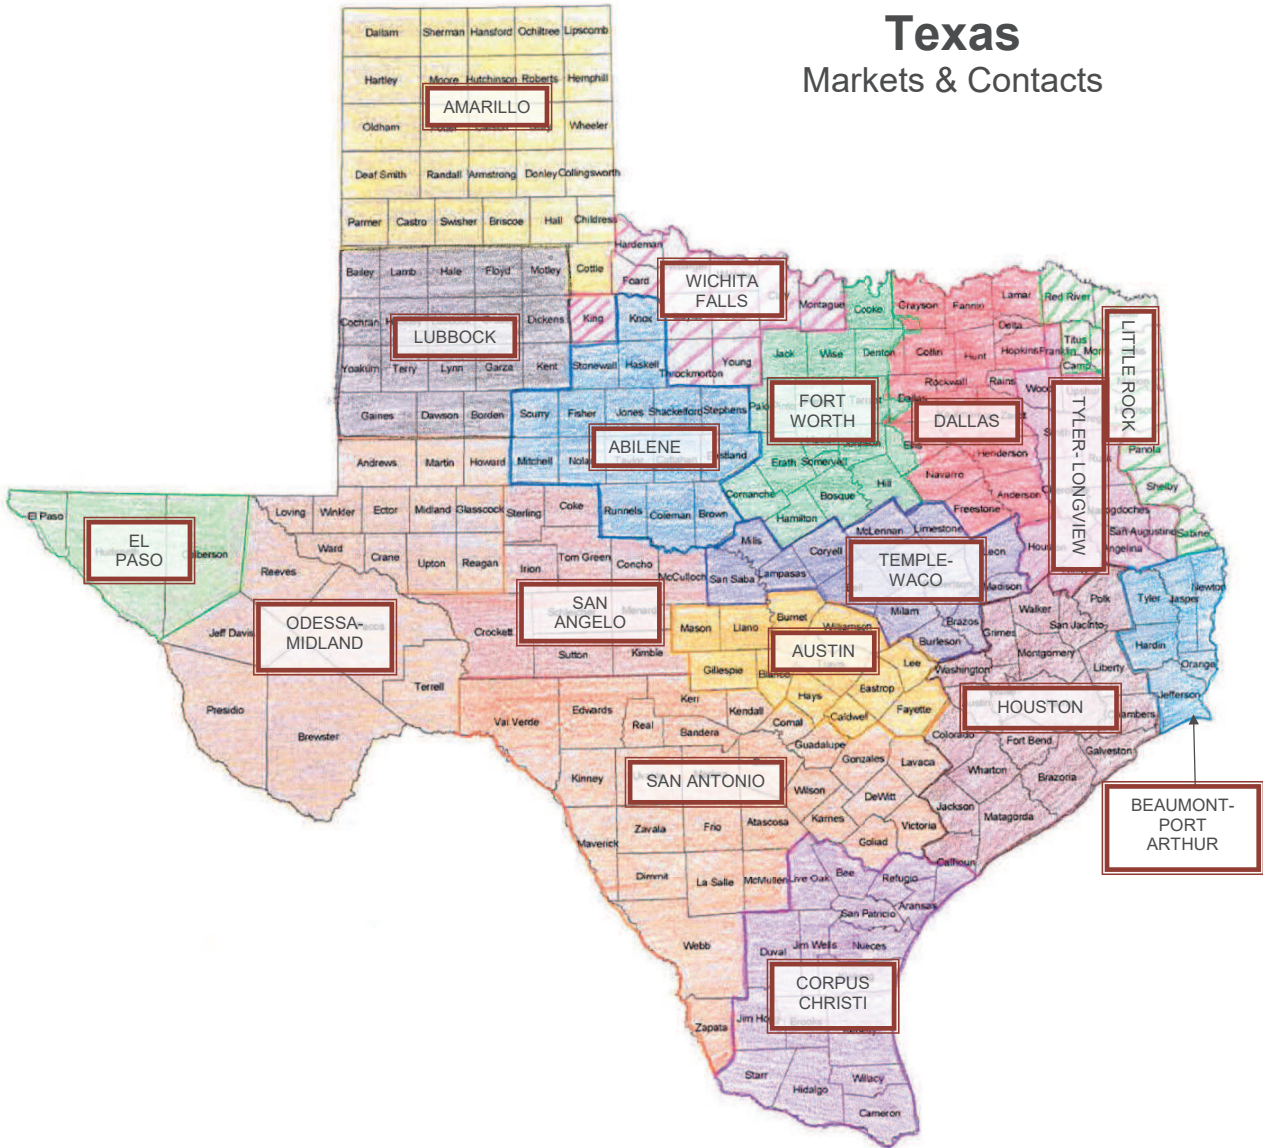 Texas
Markets & Contacts
Dallam Sherman Hansford Ochiltree Lipscomb
Hartley Moore Hutchinson Roberts Hemphill
AMARILLO
Oldham Wheeler
Deaf Smith Randall Armstrong Donley Collingsworth
Parmer Castro Swisher Briscoe Hall Childress
Hardeman
Bailey Lamb Hale Floyd Motley Cottle Foard
WICHITA
FALLS
Montague Cooke Grayson Fannin Lamar Red River
Cochran Dickens King Knox
LUBBOCK
Delta Titus
LITTLE ROCK
Jack Wise Denton Collin Hunt Hopkins Franklin Camp
Yoakum Terry Lynn Garza Kent Stonewall Haskell Throckmorton Young
Rockwall Rains
Gaines Dawson Borden Scurry Fisher Jones Shackelford Stephens
FORT
WORTH
Dallas
DALLAS
TYLER- LONGVIEW
ABILENE
Andrews Martin Howard Mitchell
Erath Somervell Hill Navarro Henderson Anderson Panola
Comanche Bosque Freestone Shelby
Hamilton
El Paso Loving Winkler Ector Midland Glasscock Sterling Coke Runnels Coleman Brown
Mills McLennan Limestone Leon San Augustine Sabine
Angelina
EL
PASO
Culberson
Ward Crane Upton Reagan Irion Tom Green Concho McCulloch San Saba Lampasas Coryell
TEMPLE-
WACO
Madison
Reeves
Polk Tyler Jasper Newton
SAN
ANGELO
Jeff Davis
ODESSA-
MIDLAND
Crockett Sutton Kimble Mason Llano Burnet Williamson Milam Brazos Grimes Walker San Jacinto
Burleson Montgomery Hardin
AUSTIN
Lee Washington Liberty Orange
Gillespie Blanco Hays Bastrop
Terrell
Presidio Brewster Val Verde Edwards Kerr Kendall Comal Caldwell Fayette
Jefferson
HOUSTON
Real Bandera Guadalupe Colorado Fort Bend Galveston
Kinney
SAN ANTONIO
Gonzales Lavaca Wharton Brazoria
Wilson DeWitt Jackson Matagorda
BEAUMONT-
PORT
ARTHUR
Maverick Zavala Frio Atascosa Karnes Victoria
Goliad Calhoun
Dimmit La Salle McMullen Live Oak Bee Refugio
Aransas
San Patricio
Webb Duval Jim Wells Nueces
CORPUS
CHRISTI
Zapata
Starr Hidalgo Willacy
Cameron